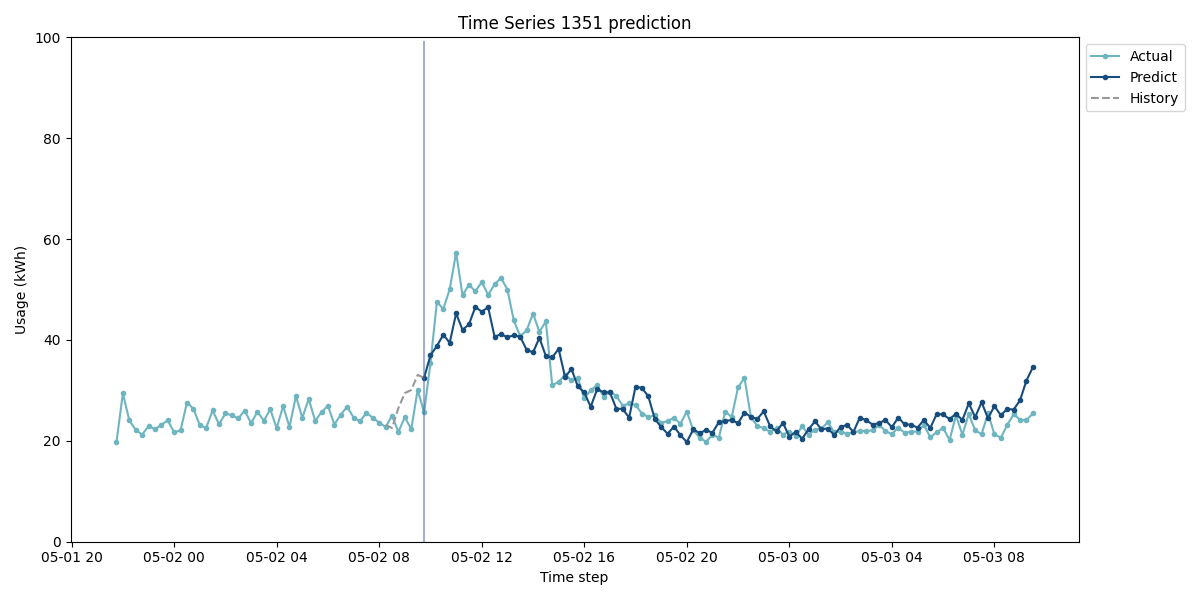 Time Series 1351 prediction
100
80
60
40
20
0
Usage (kWh)
05-01 20
05-02 00
05-02 04
05-02 08
05-02 12
05-02 16
05-02 20
05-03 00
05-03 04
05-03 08
Time step
Actual
Predict
History